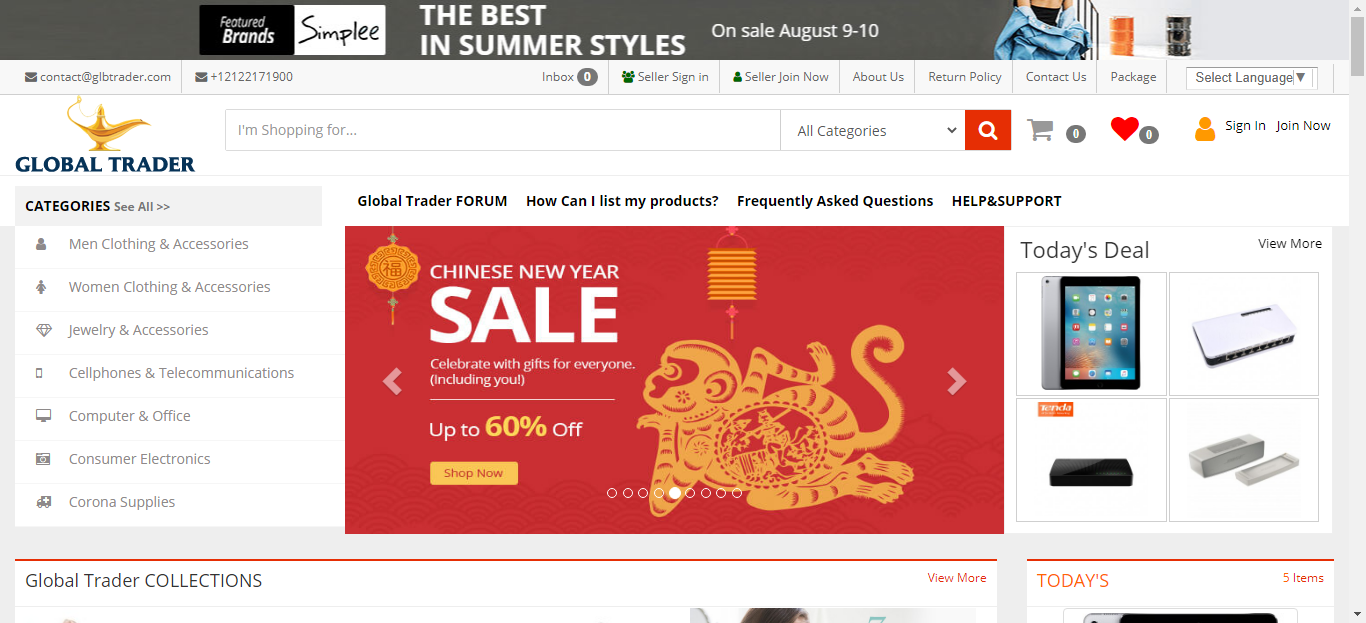 Featured
Brands
Simplee
THE BEST
IN SUMMER STYLES
On sale August 9-10
contact@glbtrader.com
+12122171900
Inbox 0
Seller Sign in
Seller Join Now
About Us
Return Policy
Contact Us
Package
Select Language▼
GLOBAL TRADER
I'm Shopping for...
All Categories
0
0
Sign In
Join Now
CATEGORIES See All >>
Global Trader FORUM
How Can I list my products?
Frequently Asked Questions
HELP&SUPPORT
Men Clothing & Accessories
Women Clothing & Accessories
Jewelry & Accessories
Cellphones & Telecommunications
Computer & Office
Consumer Electronics
Corona Supplies
福
CHINESE NEW YEAR
SALE
Celebrate with gifts for everyone.
(Including you!)
Up to 60% Off
Shop Now
Today's Deal
View More
Tenda
Global Trader COLLECTIONS
View More
TODAY'S
5 Items